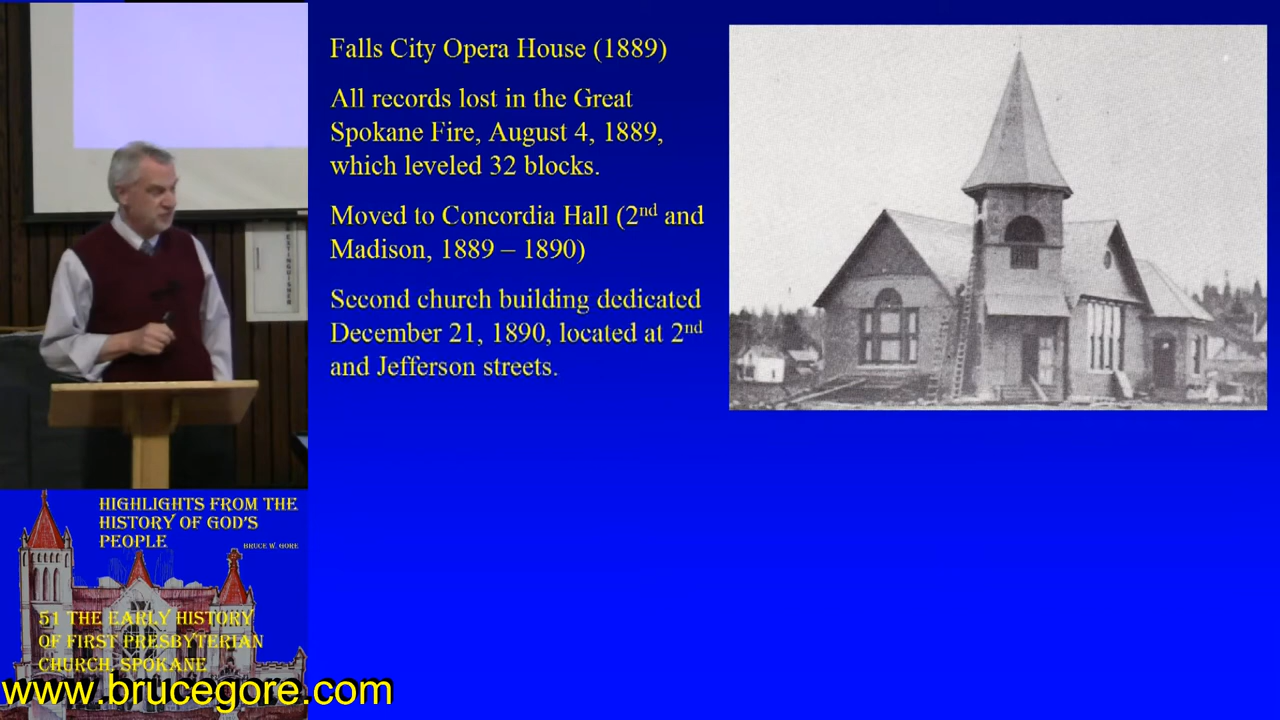 Falls City Opera House (1889)
All records lost in the Great
Spokane Fire, August 4, 1889,
which leveled 32 blocks.
Moved to Concordia Hall (2nd and
Madison, 1889 – 1890)
Second church building dedicated
December 21, 1890, located at 2nd
and Jefferson streets.
EXTINGUISHER
HIGHLIGHTS FROM THE
HISTORY OF GOD'S
PEOPLE
BRUCE W. GORE
51 THE EARLY HISTORY
OF FIRST PRESBYTERIAN
CHURCH, SPOKANE
www.brucegore.com